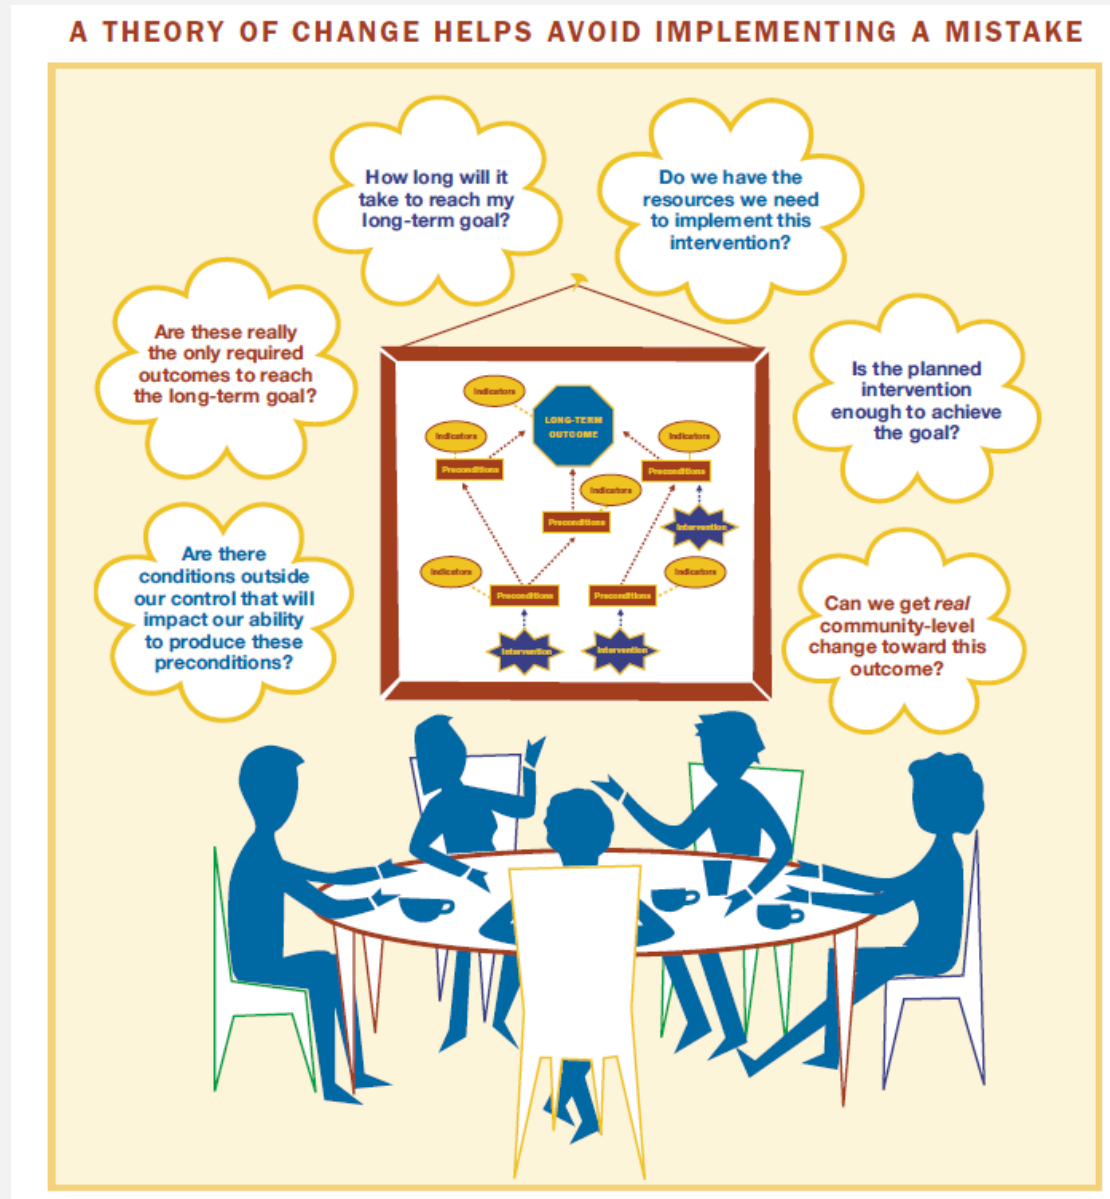 A THEORY OF CHANGE HELPS AVOID IMPLEMENTING A MISTAKE
How long will it
take to reach my
long-term goal?
Do we have the
resources we need
to implement this
intervention?
Are these really
the only required
outcomes to reach
the long-term goal?
Is the planned
intervention
enough to achieve
the goal?
Are there
conditions outside
our control that will
impact our ability
to produce these
preconditions?
Can we get real
community-level
change toward this
outcome?
Indicators
LONG-TERM
OUTCOME
Indicators
Indicators
Preconditions
Preconditions
Indicators
Preconditions
Intervention
Indicators
Indicators
Preconditions
Preconditions
Intervention
Intervention